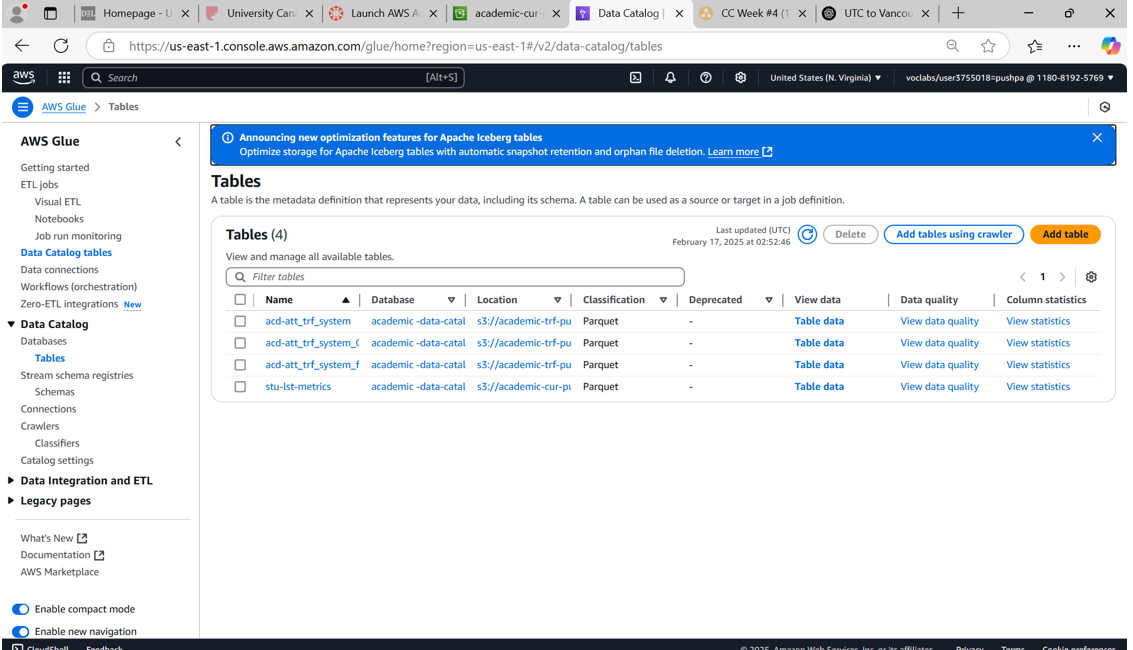 Homepage - U
University Can
Launch AWS A
academic-cur-
Data Catalog |
CC Week #4 (1
UTC to Vancou
https://us-east-1.console.aws.amazon.com/glue/home?region=us-east-1#/v2/data-catalog/tables
aws
Search
[Alt+S]
United States (N. Virginia)
voclabs/user3755018=pushpa @ 1180-8192-5769
AWS Glue > Tables
AWS Glue
Getting started
ETL jobs
Visual ETL
Notebooks
Job run monitoring
Data Catalog tables
Data connections
Workflows (orchestration)
Zero-ETL integrations New
Data Catalog
Databases
Tables
Stream schema registries
Schemas
Connections
Crawlers
Classifiers
Catalog settings
Data Integration and ETL
Legacy pages
What's New
Documentation
AWS Marketplace
Enable compact mode
Enable new navigation
Announcing new optimization features for Apache Iceberg tables
Optimize storage for Apache Iceberg tables with automatic snapshot retention and orphan file deletion. Learn more
Tables
A table is the metadata definition that represents your data, including its schema. A table can be used as a source or target in a job definition.
Tables (4)
Last updated (UTC)
February 17, 2025 at 02:52:46
Delete
Add tables using crawler
Add table
View and manage all available tables.
Filter tables
1
Name Database Location Classification Deprecated View data Data quality Column statistics
acd-att_trf_system academic -data-catal s3://academic-trf-pu Parquet - Table data View data quality View statistics
acd-att_trf_system_0 academic -data-catal s3://academic-trf-pu Parquet - Table data View data quality View statistics
acd-att_trf_system_f academic -data-catal s3://academic-trf-pu Parquet - Table data View data quality View statistics
stu-lst-metrics academic -data-catal s3://academic-cur-pu Parquet - Table data View data quality View statistics
CloudShell Feedback
© 2025, Amazon Web Services, Inc. or its affiliates. Privacy Terms Cookie preferences